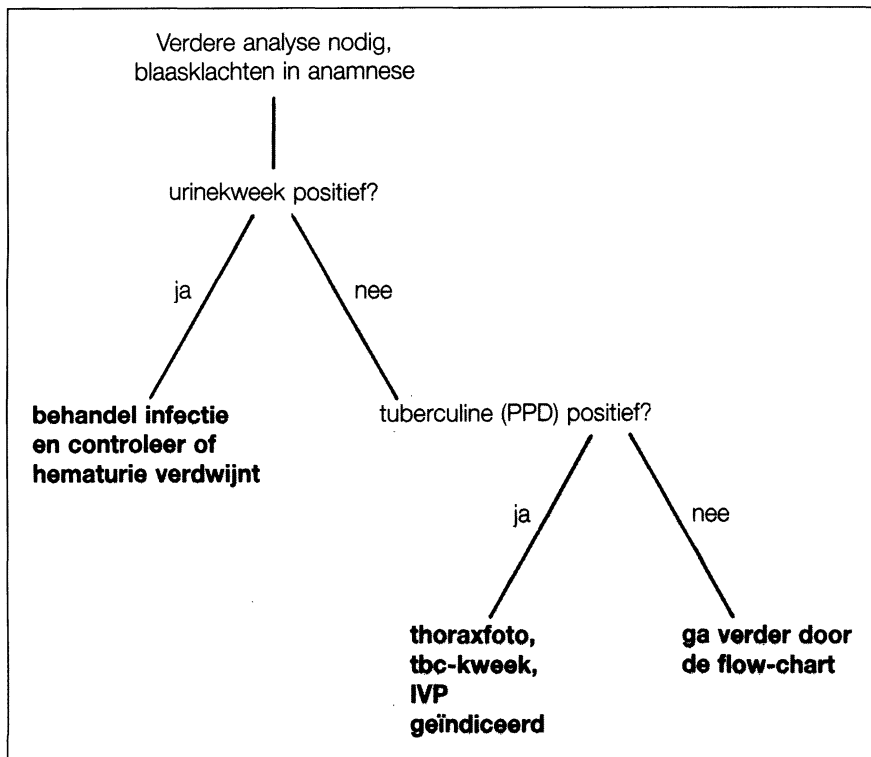 Verdere analyse nodig,
blaasklachten in anamnese
urinekweek positief?
ja
nee
behandel infectie
en controleer of
hematurie verdwijnt
tuberculine (PPD) positief?
ja
nee
thoraxfoto,
tbc-kweek,
IVP
geïndiceerd
ga verder door
de flow-chart